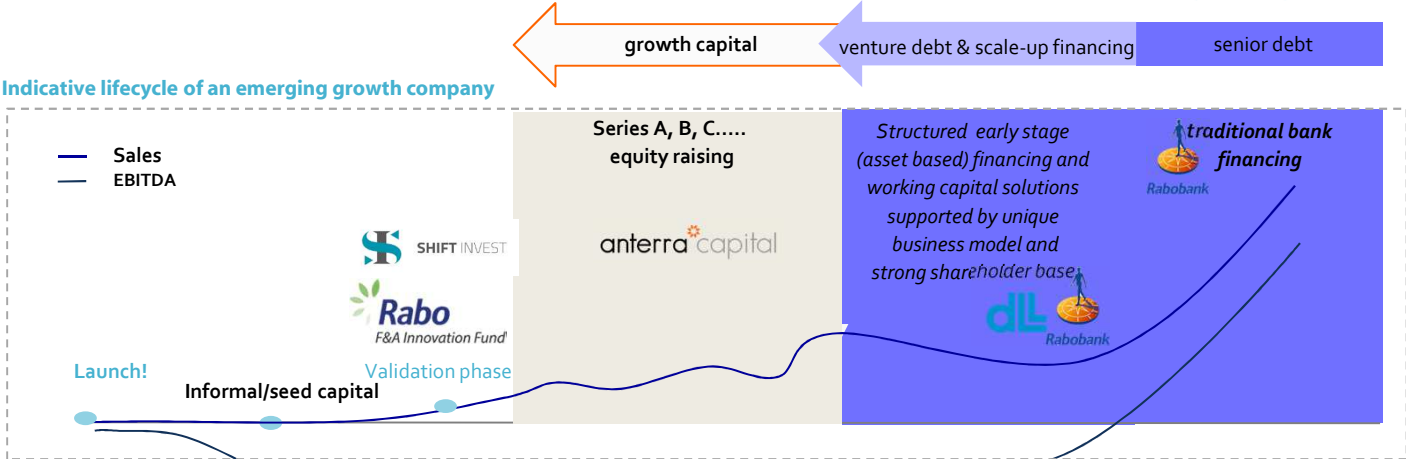 growth capital
venture debt & scale-up financing
senior debt
Indicative lifecycle of an emerging growth company
Sales
EBITDA
Series A, B, C.....
equity raising
Structured early stage
(asset based) financing and
working capital solutions
supported by unique
business model and
strong shareholder base
traditional bank
financing
Rabobank
SHIFT INVEST
anterra capital
Rabo
F&A Innovation Fund
dLL
Rabobank
Launch!
Informal/seed capital
Validation phase